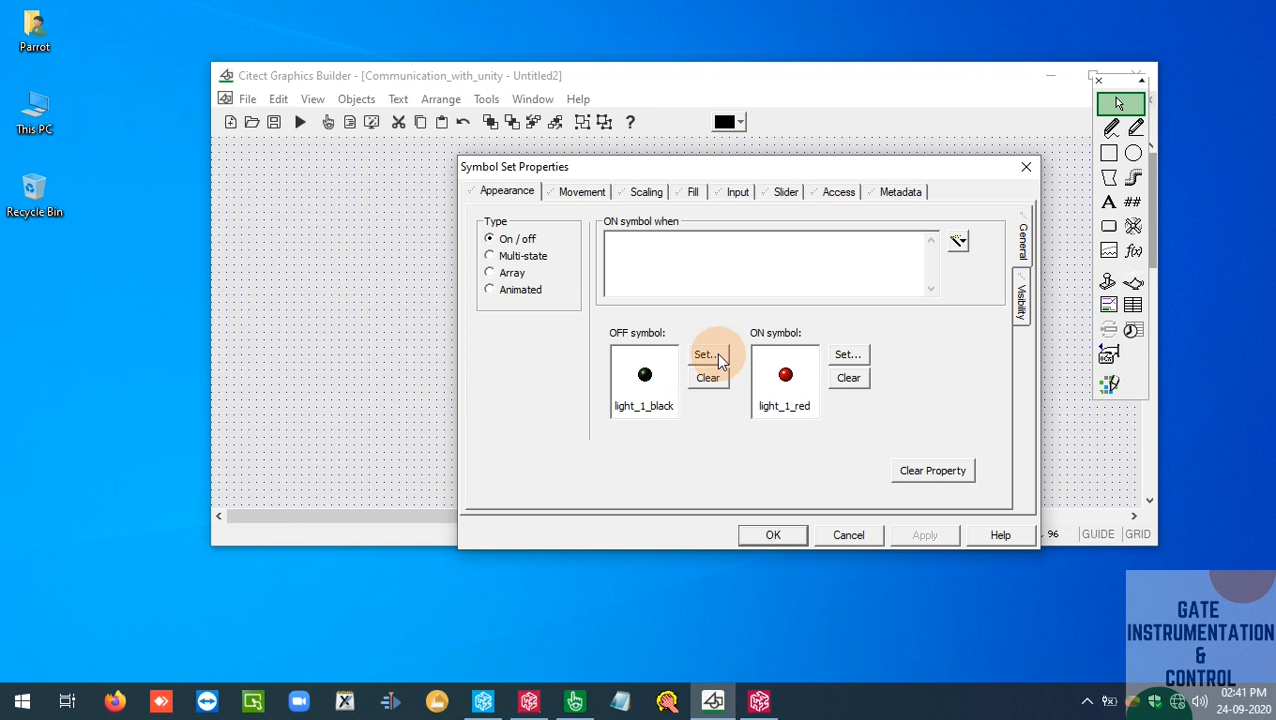 Parrot
This PC
Recycle Bin
Citect Graphics Builder - [Communication_with_unity - Untitled2]
File Edit View Objects Text Arrange Tools Window Help
Symbol Set Properties
Appearance Movement Scaling Fill Input Slider Access Metadata
Type
On / off
Multi-state
Array
Animated
ON symbol when
General
Visibility
OFF symbol:
Set...
Clear
light_1_black
ON symbol:
Set...
Clear
light_1_red
Clear Property
OK Cancel Apply Help
, 96 GUIDE GRID
GATE
INSTRUMENTATION
&
CONTROL
02:41 PM
24-09-2020